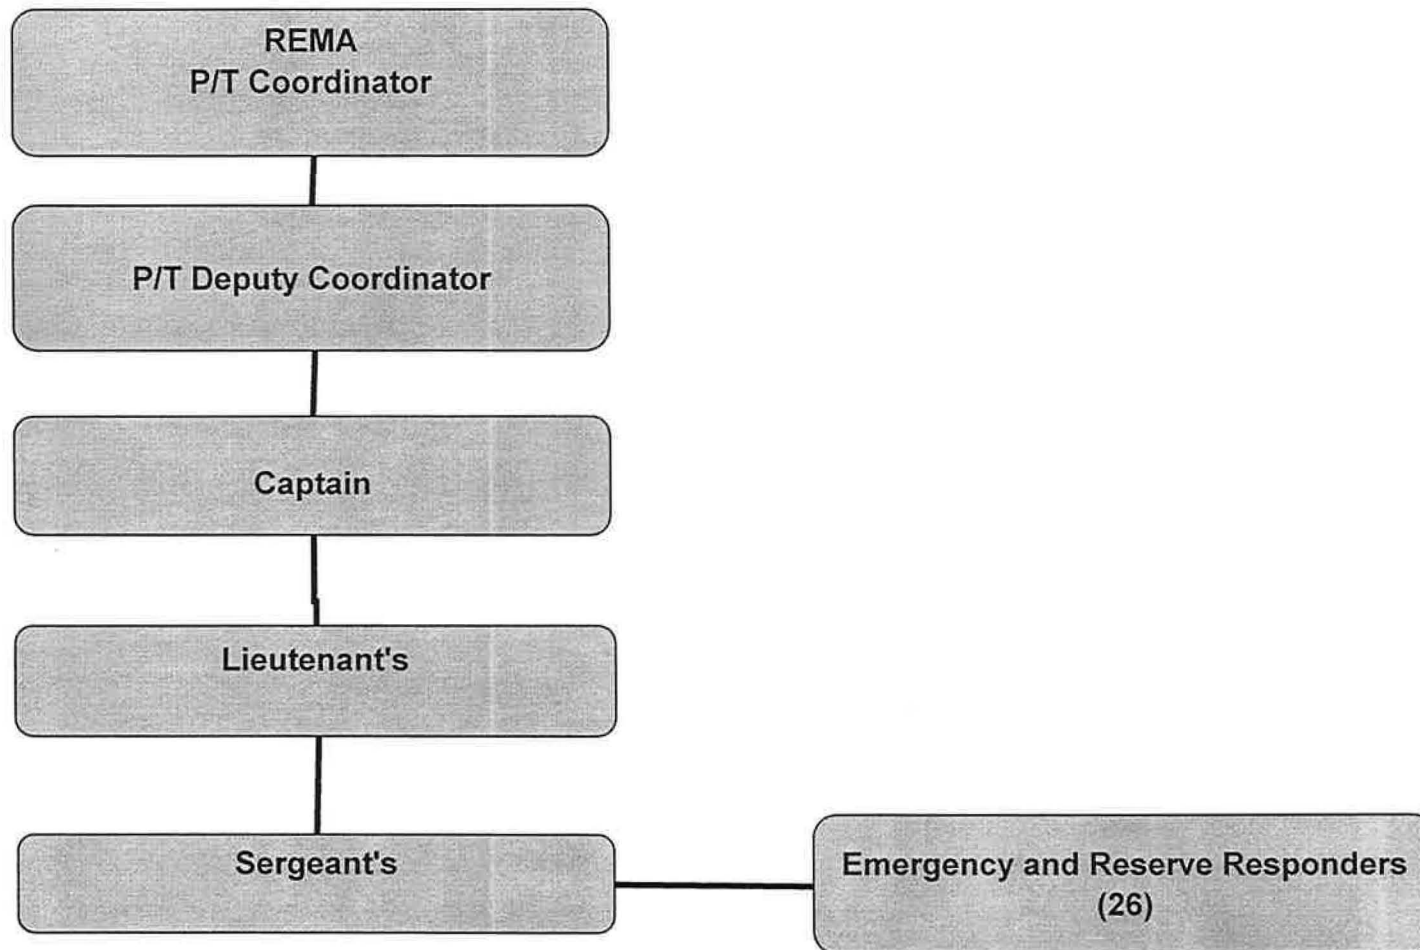 REMA
P/T Coordinator
P/T Deputy Coordinator
Captain
Lieutenant's
Sergeant's
Emergency and Reserve Responders
(26)